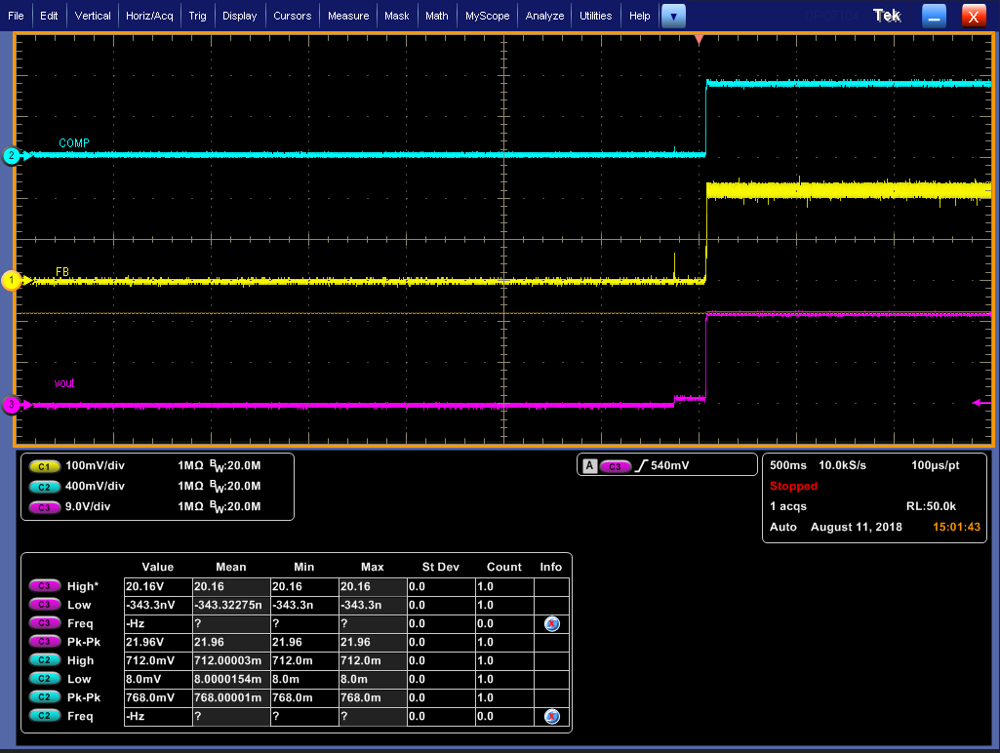 File Edit Vertical Horiz/Acq Trig Display Cursors Measure Mask Math MyScope Analyze Utilities Help Tek X
COMP
2
FB
1
vout
3
C1 100mV/div 1MΩ BW:20.0M
C2 400mV/div 1MΩ BW:20.0M
C3 9.0V/div 1MΩ BW:20.0M
A C3 540mV
500ms 10.0kS/s 100µs/pt
Stopped
1 acqs RL:50.0k
Auto August 11, 2018 15:01:43
Value Mean Min Max St Dev Count Info
C3 High* 20.16V 20.16 20.16 20.16 0.0 1.0
C3 Low -343.3nV -343.32275n -343.3n -343.3n 0.0 1.0
C3 Freq -Hz ? ? ? 0.0 0.0
C3 Pk-Pk 21.96V 21.96 21.96 21.96 0.0 1.0
C2 High 712.0mV 712.00003m 712.0m 712.0m 0.0 1.0
C2 Low 8.0mV 8.0000154m 8.0m 8.0m 0.0 1.0
C2 Pk-Pk 768.0mV 768.00001m 768.0m 768.0m 0.0 1.0
C2 Freq -Hz ? ? ? 0.0 0.0